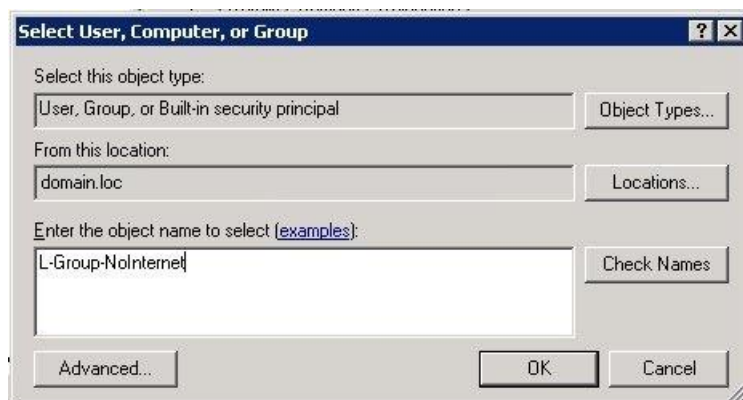 Select User, Computer, or Group
Select this object type:
User, Group, or Built-in security principal
Object Types...
From this location:
domain.loc
Locations...
Enter the object name to select (examples):
L-Group-NoInternet
Check Names
Advanced...
OK
Cancel